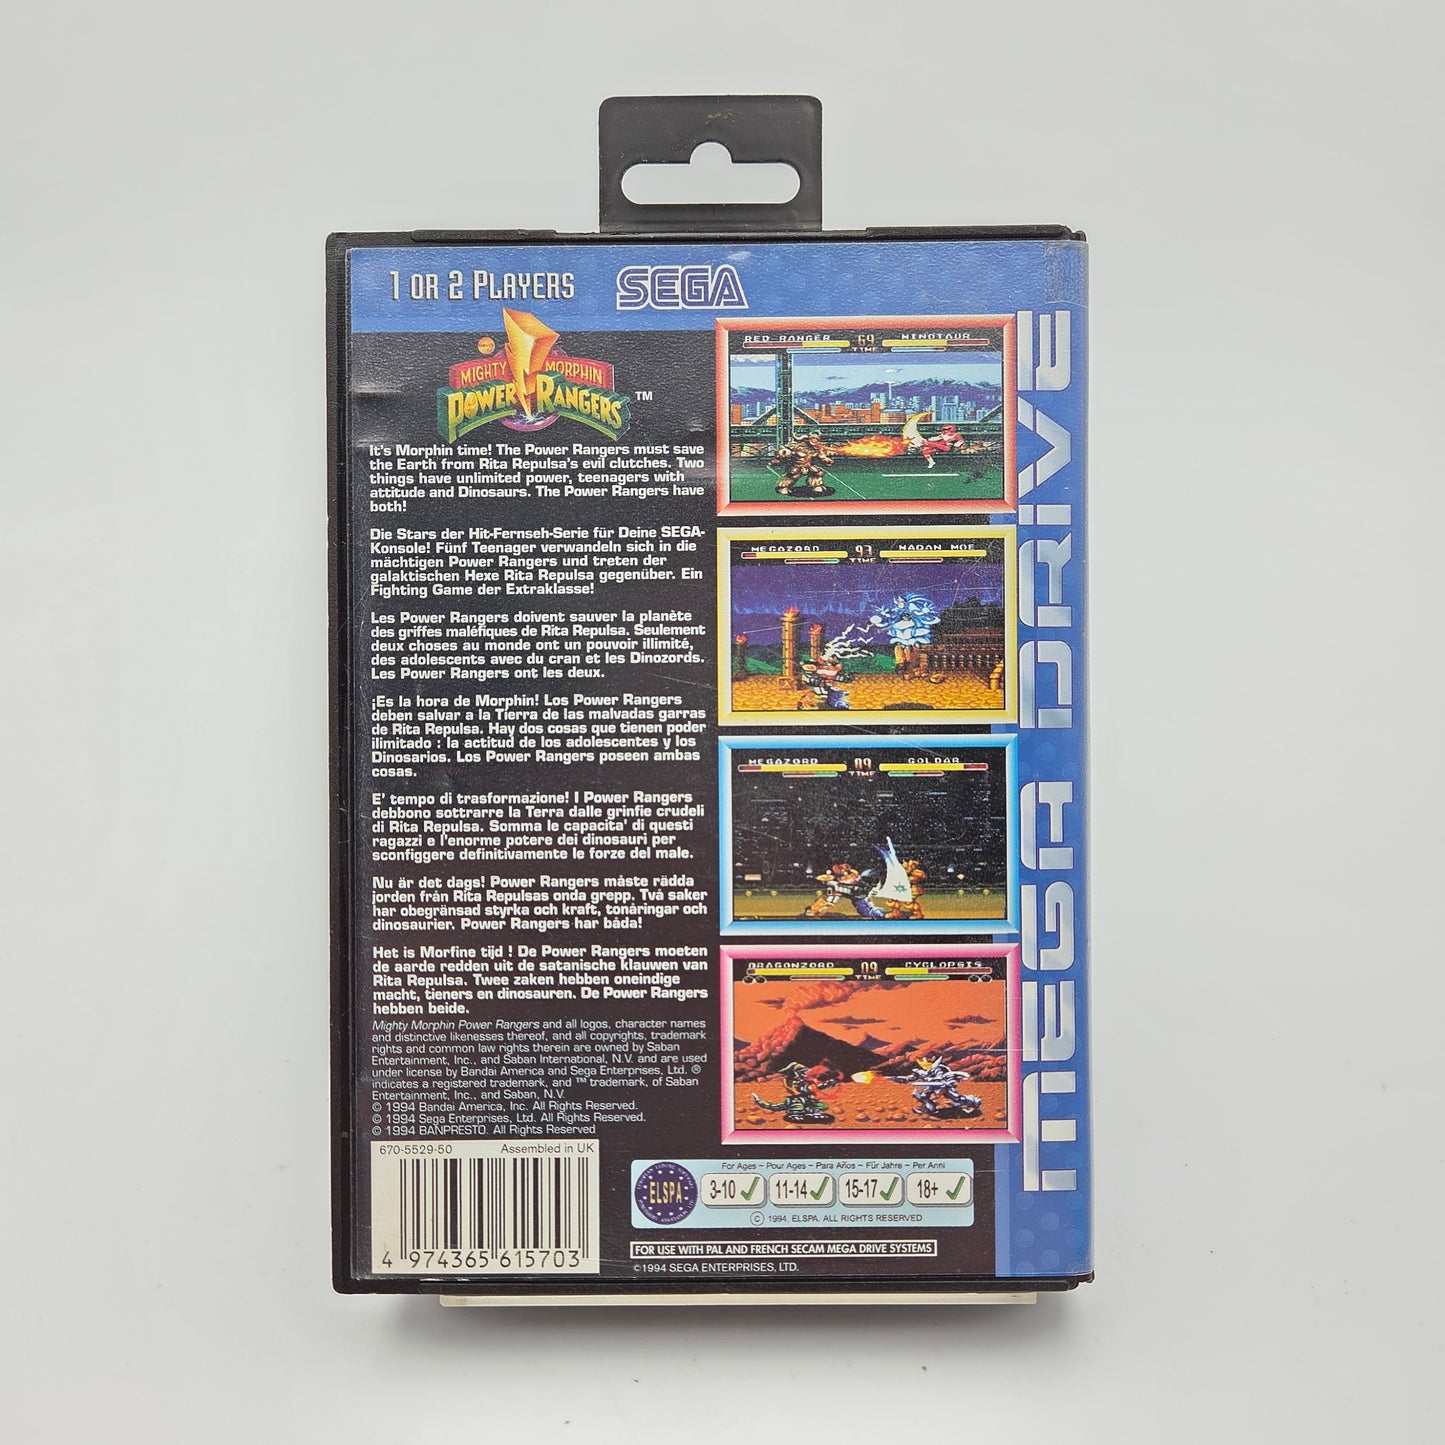 1 OR 2 PLAYERS
SEGA
MIGHTY MORPHIN
POWER RANGERS ™
It's Morphin time! The Power Rangers must save
the Earth from Rita Repulsa's evil clutches. Two
things have unlimited power, teenagers with
attitude and Dinosaurs. The Power Rangers have
both!
Die Stars der Hit-Fernseh-Serie für Deine SEGA-
Konsole! Fünf Teenager verwandeln sich in die
mächtigen Power Rangers und treten der
galaktischen Hexe Rita Repulsa gegenüber. Ein
Fighting Game der Extraklasse!
Les Power Rangers doivent sauver la planète
des griffes maléfiques de Rita Repulsa. Seulement
deux choses au monde ont un pouvoir illimité,
des adolescents avec du cran et les Dinozords.
Les Power Rangers ont les deux.
¡Es la hora de Morphin! Los Power Rangers
deben salvar a la Tierra de las malvadas garras
de Rita Repulsa. Hay dos cosas que tienen poder
ilimitado : la actitud de los adolescentes y los
Dinosarios. Los Power Rangers poseen ambas
cosas.
E' tempo di trasformazione! I Power Rangers
debbono sottrarre la Terra dalle grinfie crudeli
di Rita Repulsa. Somma le capacita' di questi
ragazzi e l'enorme potere dei dinosauri per
sconfiggere definitivamente le forze del male.
Nu är det dags! Power Rangers måste rädda
jorden från Rita Repulsas onda grepp. Två saker
har obegränsad styrka och kraft, tonåringar och
dinosaurier. Power Rangers har båda!
Het is Morfine tijd ! De Power Rangers moeten
de aarde redden uit de satanische klauwen van
Rita Repulsa. Twee zaken hebben oneindige
macht, tieners en dinosauren. De Power Rangers
hebben beide.
Mighty Morphin Power Rangers and all logos, character names
and distinctive likenesses thereof, and all copyrights, trademark
rights and common law rights therein are owned by Saban
Entertainment, Inc., and Saban International, N.V. and are used
under license by Bandai America and Sega Enterprises, Ltd. ®
indicates a registered trademark, and ™ trademark, of Saban
Entertainment, Inc., and Saban, N.V.
© 1994 Bandai America, Inc. All Rights Reserved.
© 1994 Sega Enterprises, Ltd. All Rights Reserved.
© 1994 BANPRESTO. All Rights Reserved
670-5529-50 Assembled in UK
4 974365 615703
RED RANGER 69 MINOTAUR
TIME
MEGAZORD 93 MADAN MOE
TIME
MEGAZORD 89 GOLDAR
TIME
DRAGONZORD 09 CYCLOPSIS
TIME
ELSPA
For Ages ~ Pour Ages ~ Para Años ~ Für Jahre ~ Per Anni
3-10 11-14 15-17 18+
© 1994, ELSPA. ALL RIGHTS RESERVED
FOR USE WITH PAL AND FRENCH SECAM MEGA DRIVE SYSTEMS
©1994 SEGA ENTERPRISES, LTD.
MEGA DRIVE